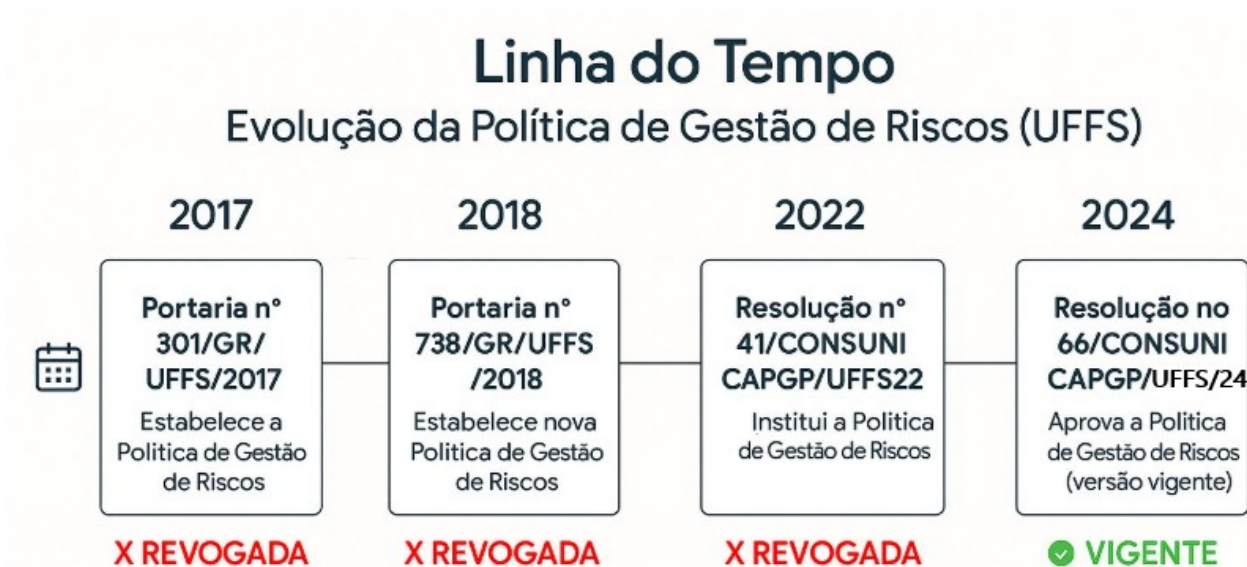 Linha do Tempo
Evolução da Política de Gestão de Riscos (UFFS)
2017
2018
2022
2024
Portaria n°
301/GR/
UFFS/2017
Estabelece a
Politica de Gestão
de Riscos
X REVOGADA
Portaria n°
738/GR/UFFS
/2018
Estabelece nova
Politica de Gestão
de Riscos
X REVOGADA
Resolução n°
41/CONSUNI
CAPGP/UFFS22
Institui a Politica
de Gestão de Riscos
X REVOGADA
Resolução no
66/CONSUNI
CAPGP/UFFS/24
Aprova a Politica
de Gestão de Riscos
(versão vigente)
VIGENTE